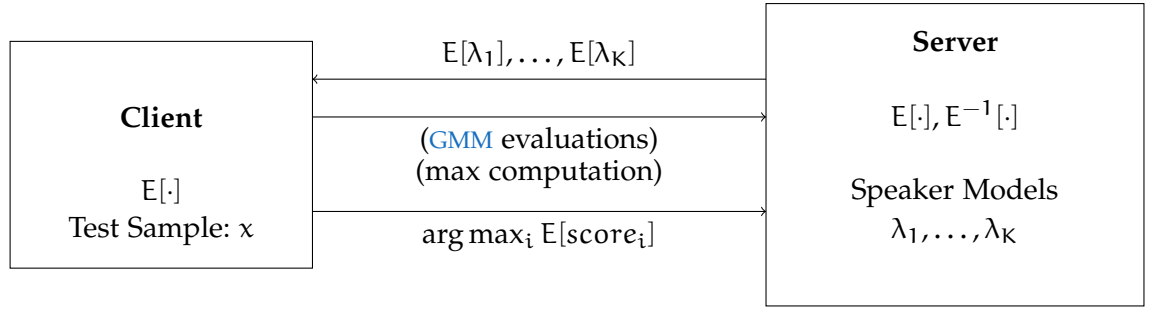 Client
E[·]
Test Sample: x
E[λ₁], . . . , E[λ_K]
(GMM evaluations)
(max computation)
arg max_i E[score_i]
Server
E[·], E⁻¹[·]
Speaker Models
λ₁, . . . , λ_K